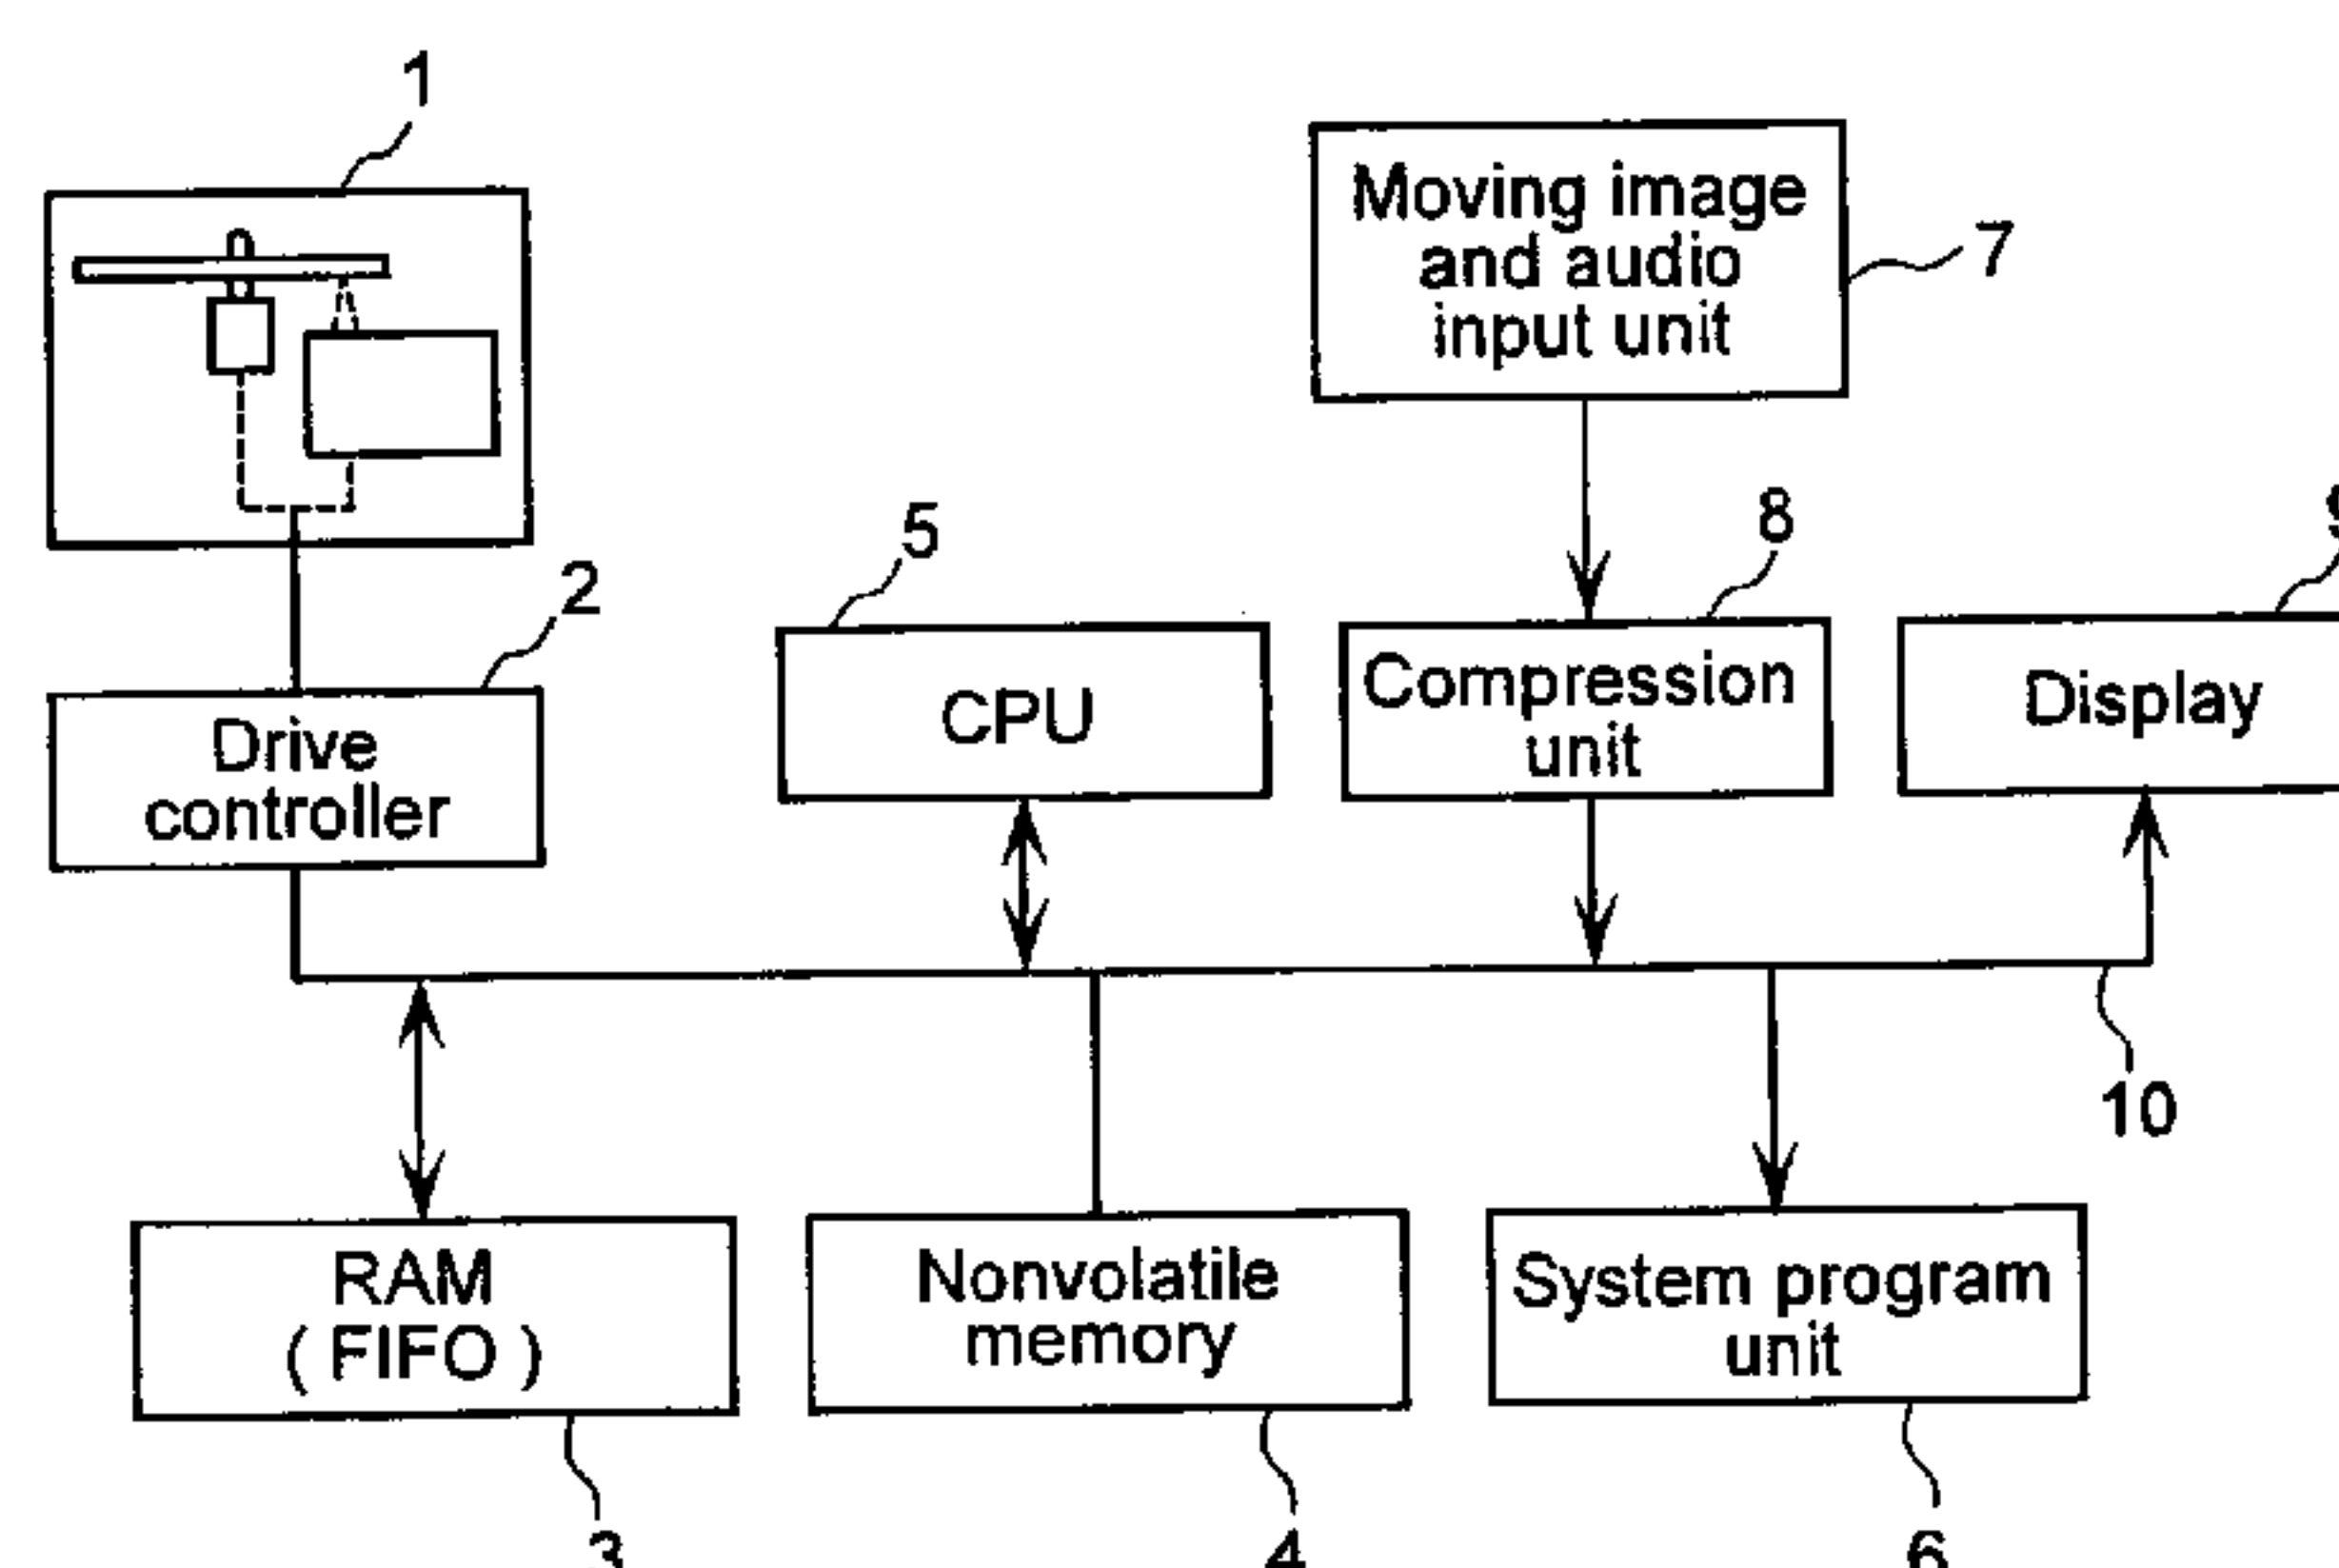 1
Moving image
and audio
input unit
7
5
8
9
2
CPU
Compression
unit
Display
Drive
controller
10
RAM
( FIFO )
Nonvolatile
memory
System program
unit
3
4
6